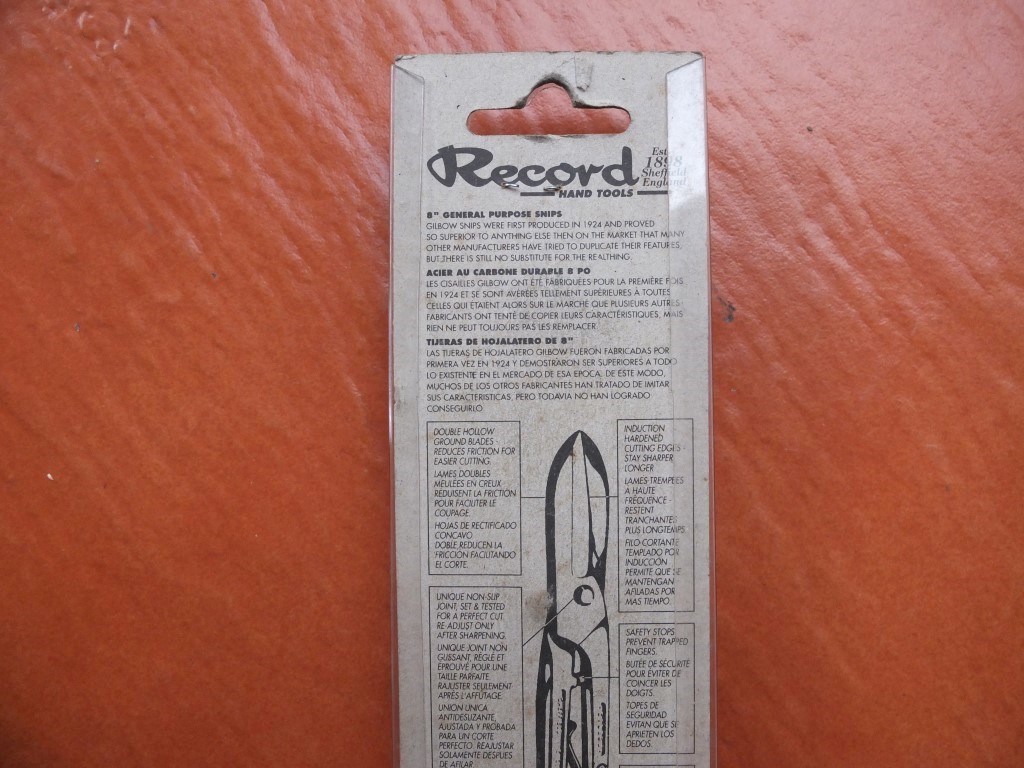 Record
HAND TOOLS
Est.
1898
Sheffield
England
8" GENERAL PURPOSE SNIPS
GILBOW SNIPS WERE FIRST PRODUCED IN 1924 AND PROVED
SO SUPERIOR TO ANYTHING ELSE THEN ON THE MARKET THAT MANY
OTHER MANUFACTURERS HAVE TRIED TO DUPLICATE THEIR FEATURES,
BUT THERE IS STILL NO SUBSTITUTE FOR THE REALTHING.
ACIER AU CARBONE DURABLE 8 PO
LES CISAILLES GILBOW ONT ÉTÉ FABRIQUÉES POUR LA PREMIÈRE FOIS
EN 1924 ET SE SONT AVERÉES TELLEMENT SUPÉRIEURES À TOUTES
CELLES QUI ÉTAIENT ALORS SUR LE MARCHÉ QUE PLUSIEURS AUTRES
FABRICANTS ONT TENTÉ DE COPIER LEURS CARACTÉRISTIQUES, MAIS
RIEN NE PEUT TOUJOURS PAS LES REMPLACER.
TIJERAS DE HOJALATERO DE 8"
LAS TIJERAS DE HOJALATERO GILBOW FUERON FABRICADAS POR
PRIMERA VEZ EN 1924 Y DEMOSTRARON SER SUPERIORES A TODO
LO EXISTENTE EN EL MERCADO DE ESA EPOCA. DE ESTE MODO,
MUCHOS DE LOS OTROS FABRICANTES HAN TRATADO DE IMITAR
SUS CARACTERISTICAS, PERO TODAVIA NO HAN LOGRADO
CONSEGUIRLO.
DOUBLE HOLLOW
GROUND BLADES -
REDUCES FRICTION FOR
EASIER CUTTING.
LAMES DOUBLES
MEULÉES EN CREUX
RÉDUISENT LA FRICTION
POUR FACILITER LE
COUPAGE.
HOJAS DE RECTIFICADO
CONCAVO
DOBLE REDUCEN LA
FRICCIÓN FACILITANDO
EL CORTE.
INDUCTION
HARDENED
CUTTING EDGES -
STAY SHARPER
LONGER
LAMES TREMPÉES
A HAUTE
FRÉQUENCE -
RESTENT
TRANCHANTES
PLUS LONGTEMPS.
FILO CORTANTE
TEMPLADO POR
INDUCCIÓN
PERMITE QUE SE
MANTENGAN
AFILADAS POR
MAS TIEMPO.
UNIQUE NON-SLIP
JOINT, SET & TESTED
FOR A PERFECT CUT.
RE-ADJUST ONLY
AFTER SHARPENING.
UNIQUE JOINT NON
GLISSANT, RÉGLÉ ET
ÉPROUVÉ POUR UNE
TAILLE PARFAITE.
RAJUSTER SEULEMENT
APRÈS L'AFFÛTAGE.
UNION UNICA
ANTIDESLIZANTE,
AJUSTADA Y PROBADA
PARA UN CORTE
PERFECTO. REAJUSTAR
SOLAMENTE DESPUES
DE AFILAR.
SAFETY STOPS
PREVENT TRAPPED
FINGERS.
BUTÉE DE SÉCURITÉ
POUR ÉVITER DE
COINCER LES
DOIGTS.
TOPES DE
SEGURIDAD
EVITAN QUE SE
APRIETEN LOS
DEDOS.